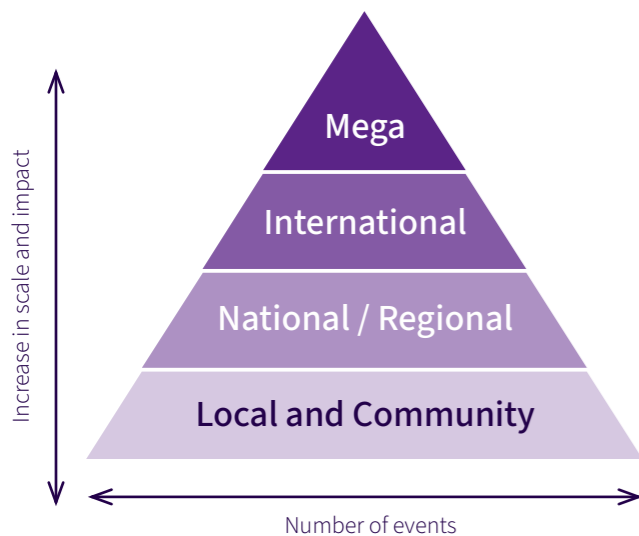 Mega
International
National / Regional
Local and Community
Increase in scale and impact
Number of events